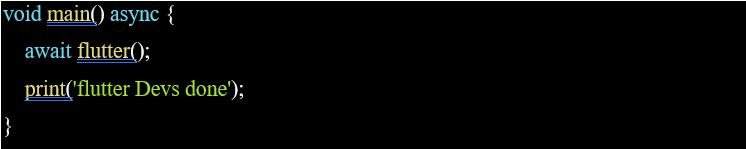 void main() async {
await flutter();
print('flutter Devs done');
}